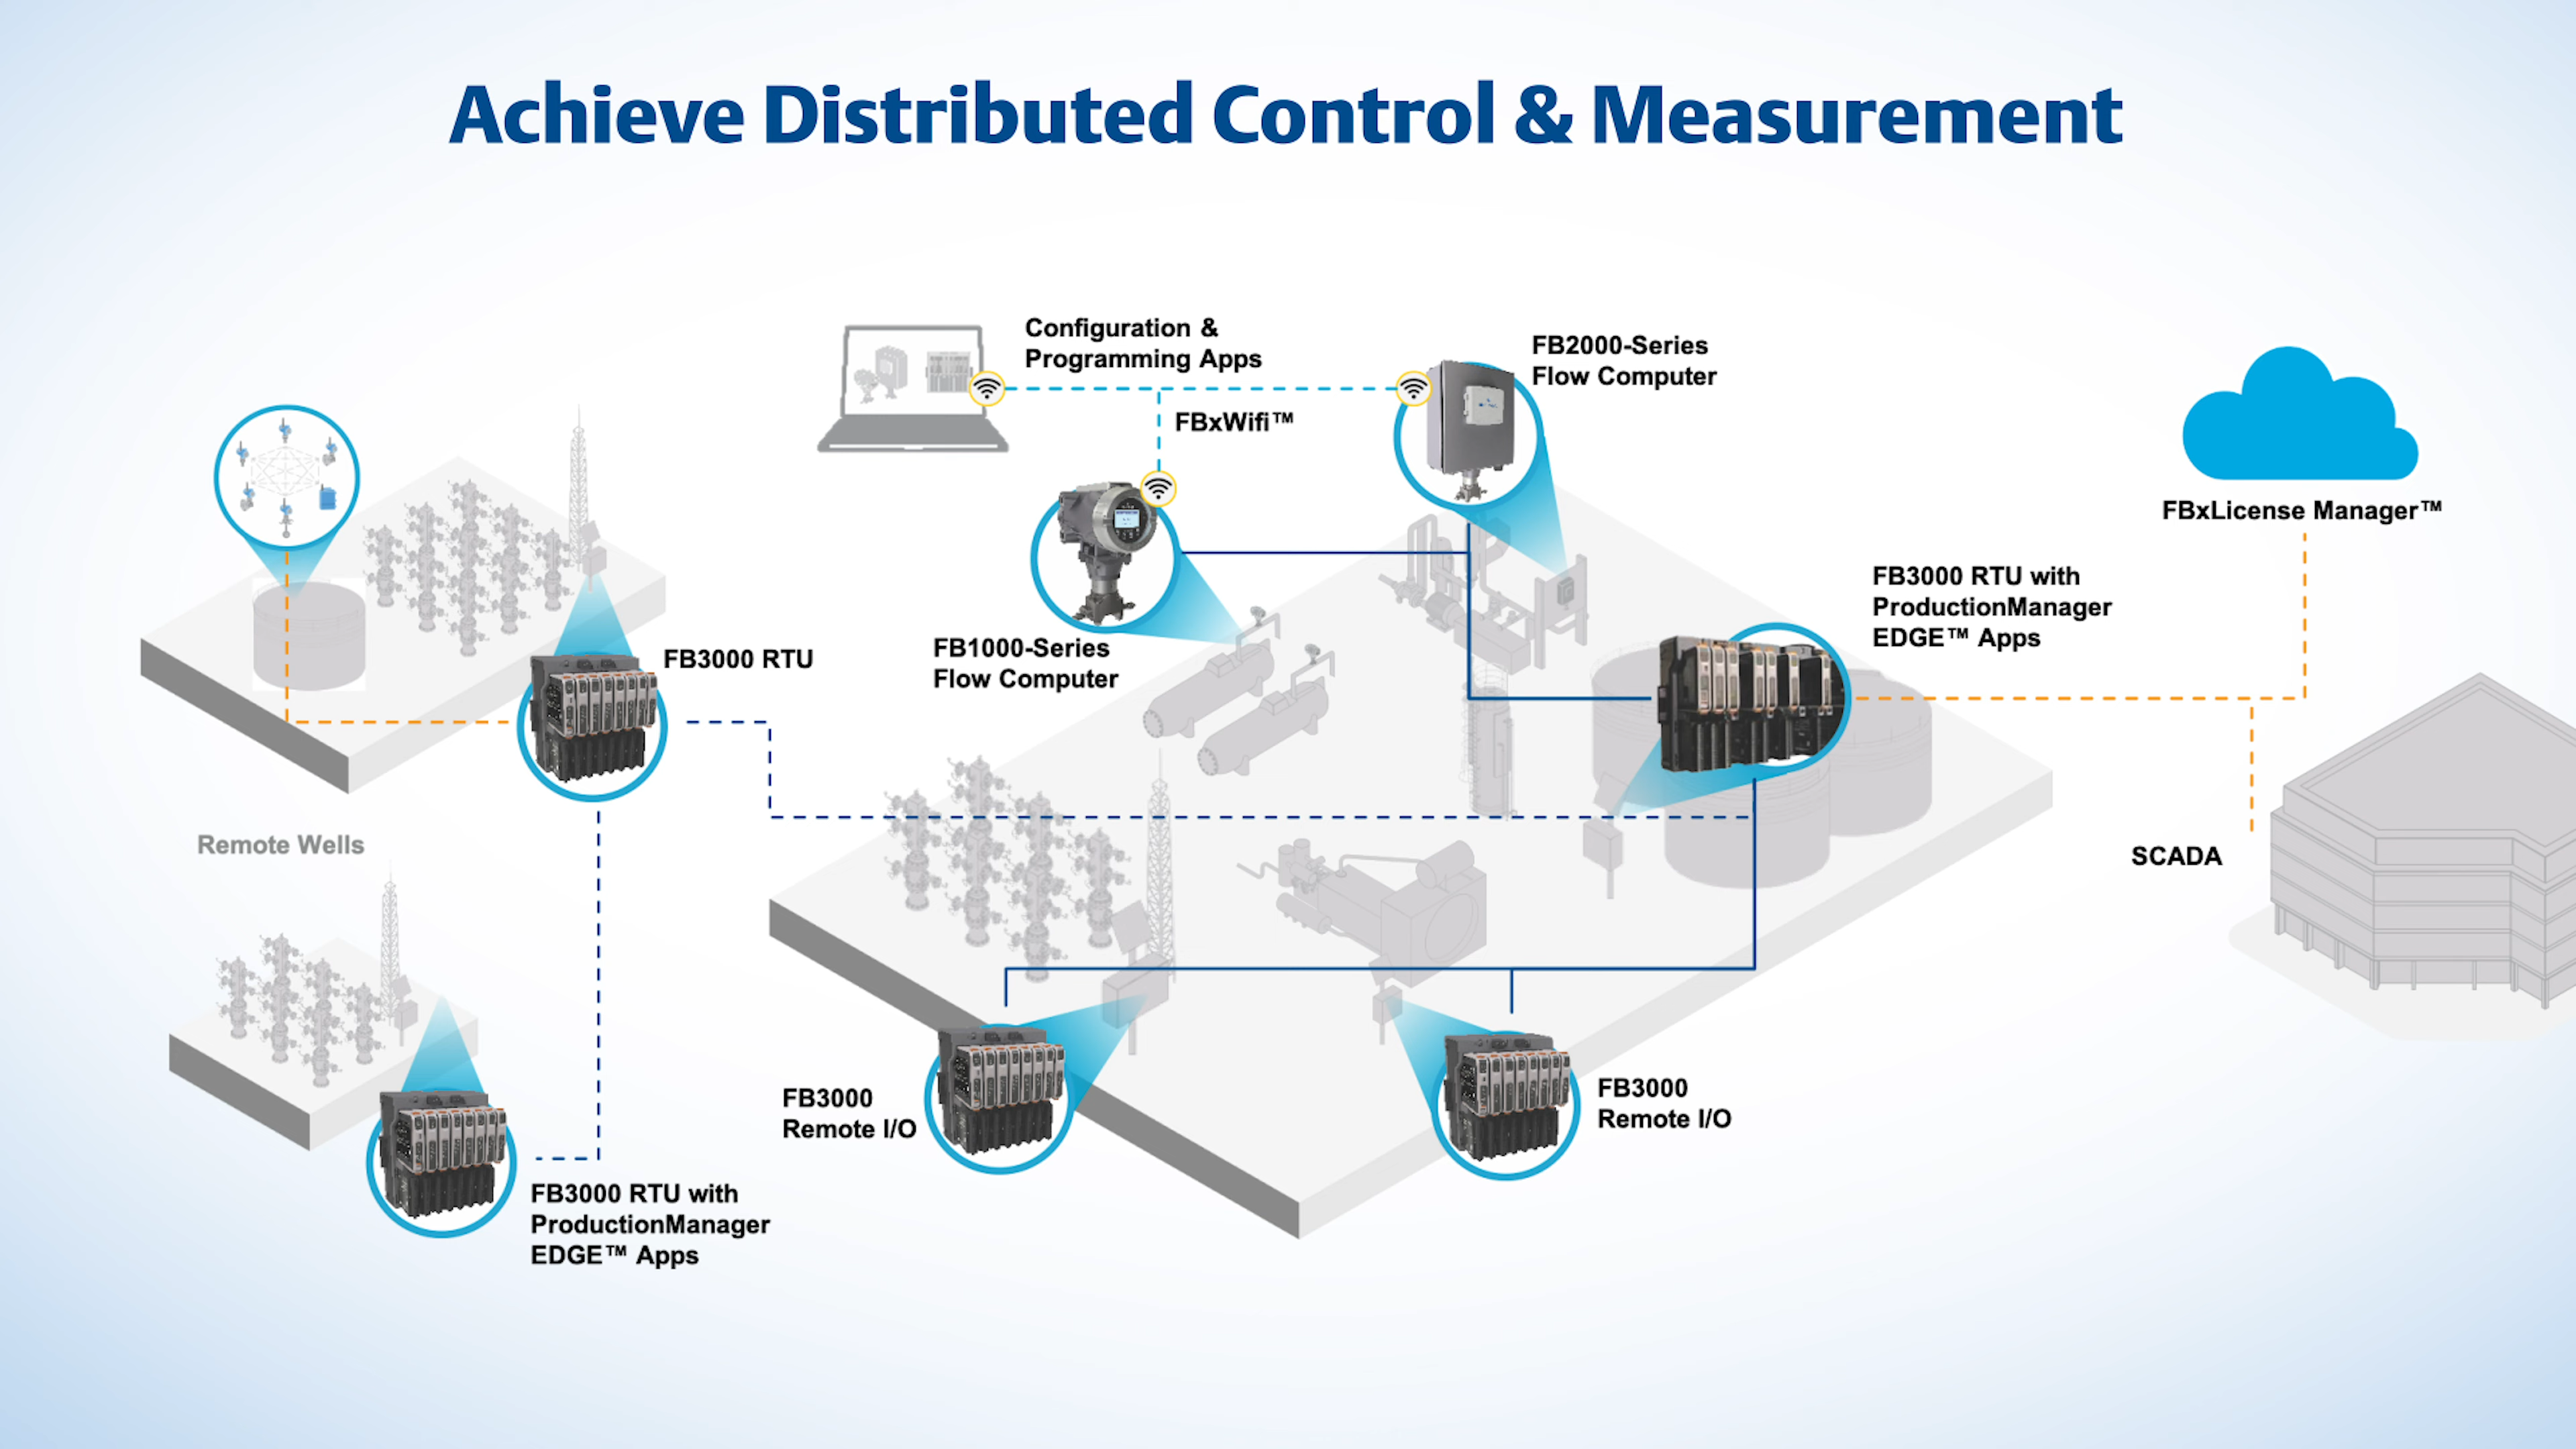 Achieve Distributed Control & Measurement
Configuration &
Programming Apps
FBxWifi™
FB2000-Series
Flow Computer
FBxLicense Manager™
FB1000-Series
Flow Computer
FB3000 RTU with
ProductionManager
EDGE™ Apps
FB3000 RTU
Remote Wells
SCADA
FB3000
Remote I/O
FB3000
Remote I/O
FB3000 RTU with
ProductionManager
EDGE™ Apps